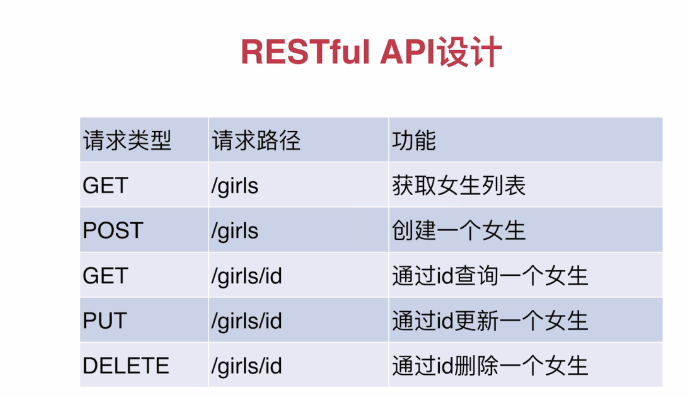 RESTful API设计
请求类型 请求路径 功能
GET /girls 获取女生列表
POST /girls 创建一个女生
GET /girls/id 通过id查询一个女生
PUT /girls/id 通过id更新一个女生
DELETE /girls/id 通过id删除一个女生